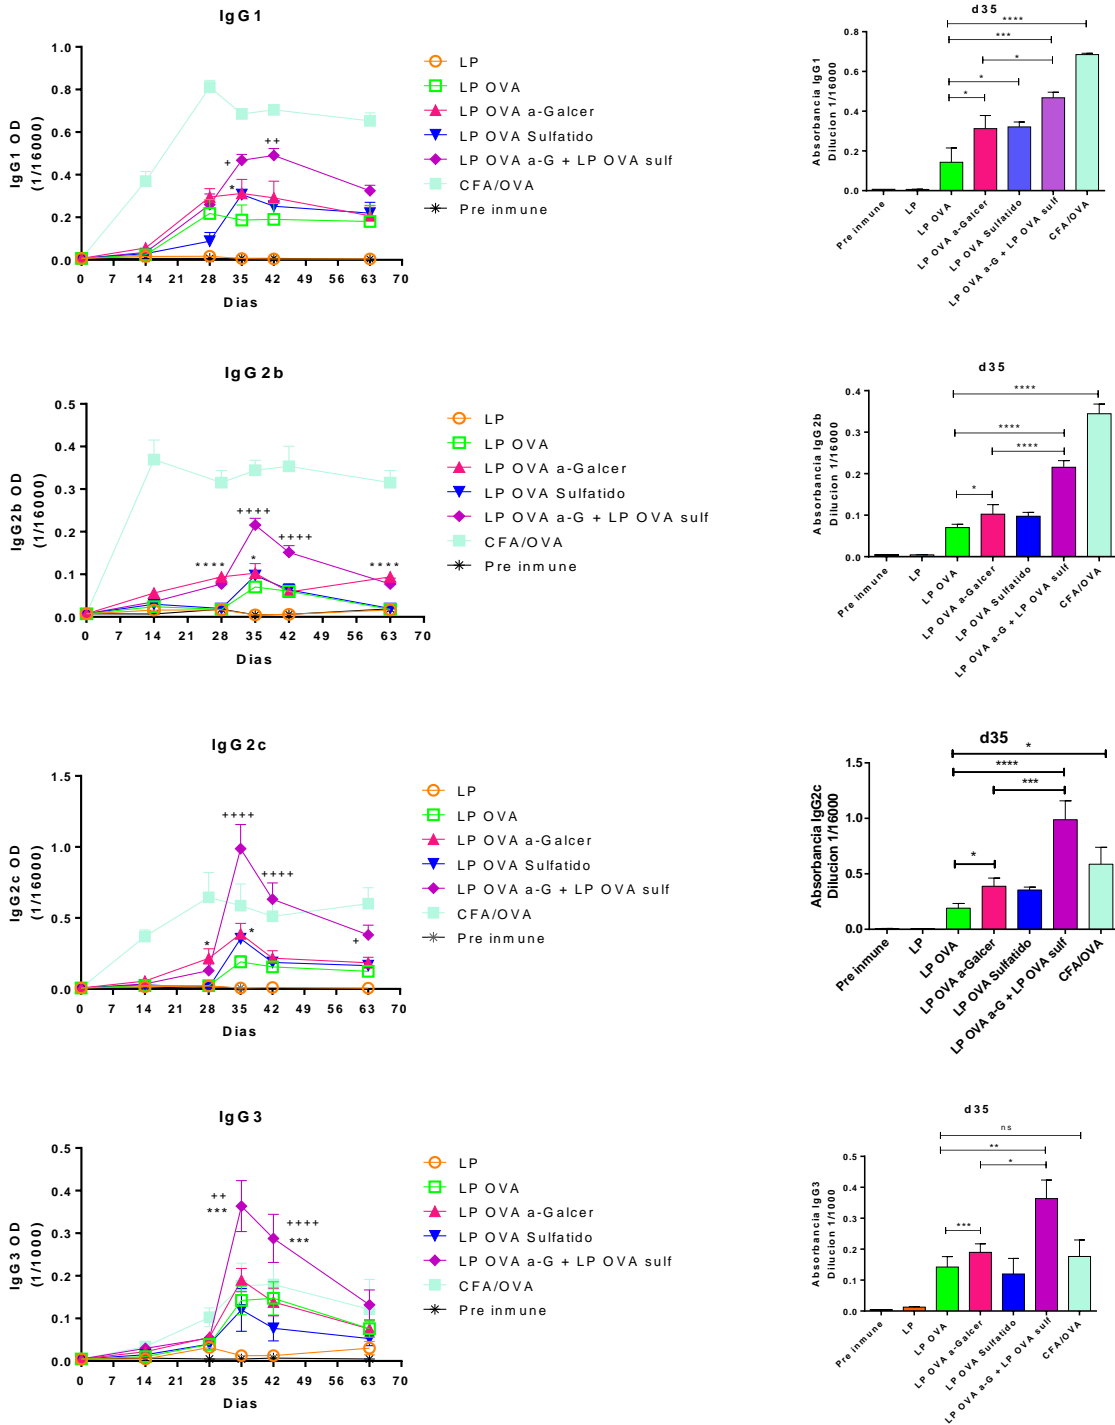 IgG1
IgG1 OD
(1/16000)
1.0
0.8
0.6
0.4
0.2
0.0
0 7 14 21 28 35 42 49 56 63 70
Dias
+
++
*
LP
LP OVA
LP OVA a-Galcer
LP OVA Sulfatido
LP OVA a-G + LP OVA sulf
CFA/OVA
Pre inmune
d35
Absorbancia IgG1
Dilucion 1/16000
0.8
0.6
0.4
0.2
0.0
****
***
*
*
*
Pre inmune
LP
LP OVA
LP OVA a-Galcer
LP OVA Sulfatido
LP OVA a-G + LP OVA sulf
CFA/OVA
IgG2b
IgG2b OD
(1/16000)
0.5
0.4
0.3
0.2
0.1
0.0
0 7 14 21 28 35 42 49 56 63 70
Dias
++++
++++
****
*
****
LP
LP OVA
LP OVA a-Galcer
LP OVA Sulfatido
LP OVA a-G + LP OVA sulf
CFA/OVA
Pre inmune
d35
Absorbancia IgG2b
Dilucion 1/16000
0.4
0.3
0.2
0.1
0.0
****
****
****
*
Pre inmune
LP
LP OVA
LP OVA a-Galcer
LP OVA Sulfatido
LP OVA a-G + LP OVA sulf
CFA/OVA
IgG2c
IgG2c OD
(1/16000)
1.5
1.0
0.5
0.0
0 7 14 21 28 35 42 49 56 63 70
Dias
++++
++++
*
*
+
LP
LP OVA
LP OVA a-Galcer
LP OVA Sulfatido
LP OVA a-G + LP OVA sulf
CFA/OVA
Pre inmune
d35
Absorbancia IgG2c
Dilucion 1/16000
1.5
1.0
0.5
0.0
*
****
***
*
Pre inmune
LP
LP OVA
LP OVA a-Galcer
LP OVA Sulfatido
LP OVA a-G + LP OVA sulf
CFA/OVA
IgG3
IgG3 OD
(1/1000)
0.5
0.4
0.3
0.2
0.1
0.0
0 7 14 21 28 35 42 49 56 63 70
Dias
++
***
++++
***
LP
LP OVA
LP OVA a-Galcer
LP OVA Sulfatido
LP OVA a-G + LP OVA sulf
CFA/OVA
Pre inmune
d35
Absorbancia IgG3
Dilucion 1/1000
0.5
0.4
0.3
0.2
0.1
0.0
ns
**
*
***
Pre inmune
LP
LP OVA
LP OVA a-Galcer
LP OVA Sulfatido
LP OVA a-G + LP OVA sulf
CFA/OVA